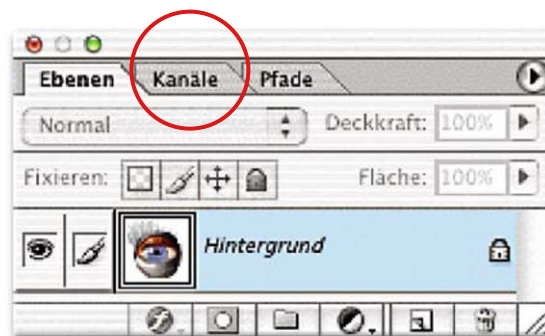 Ebenen Kanäle Pfade
Normal Deckkraft: 100%
Fixieren: Fläche: 100%
Hintergrund